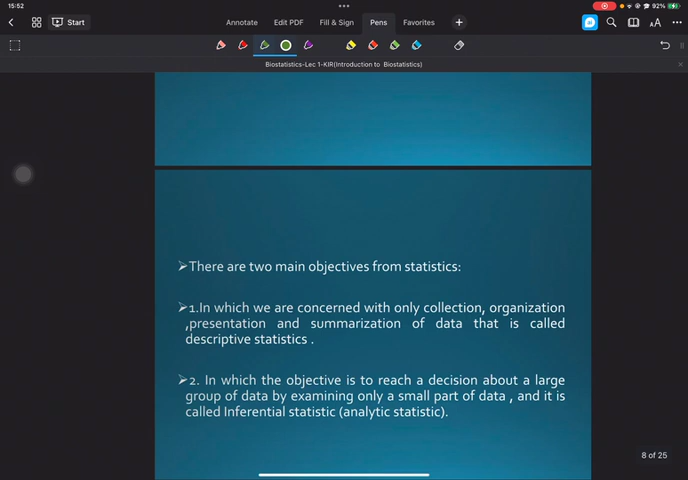 15:52
92%
Start
Annotate Edit PDF Fill & Sign Pens Favorites
AA
Biostatistics-Lec 1-KIR(Introduction to Biostatistics)
➢There are two main objectives from statistics:
➢1.In which we are concerned with only collection, organization
,presentation and summarization of data that is called
descriptive statistics .
➢2. In which the objective is to reach a decision about a large
group of data by examining only a small part of data , and it is
called Inferential statistic (analytic statistic).
8 of 25